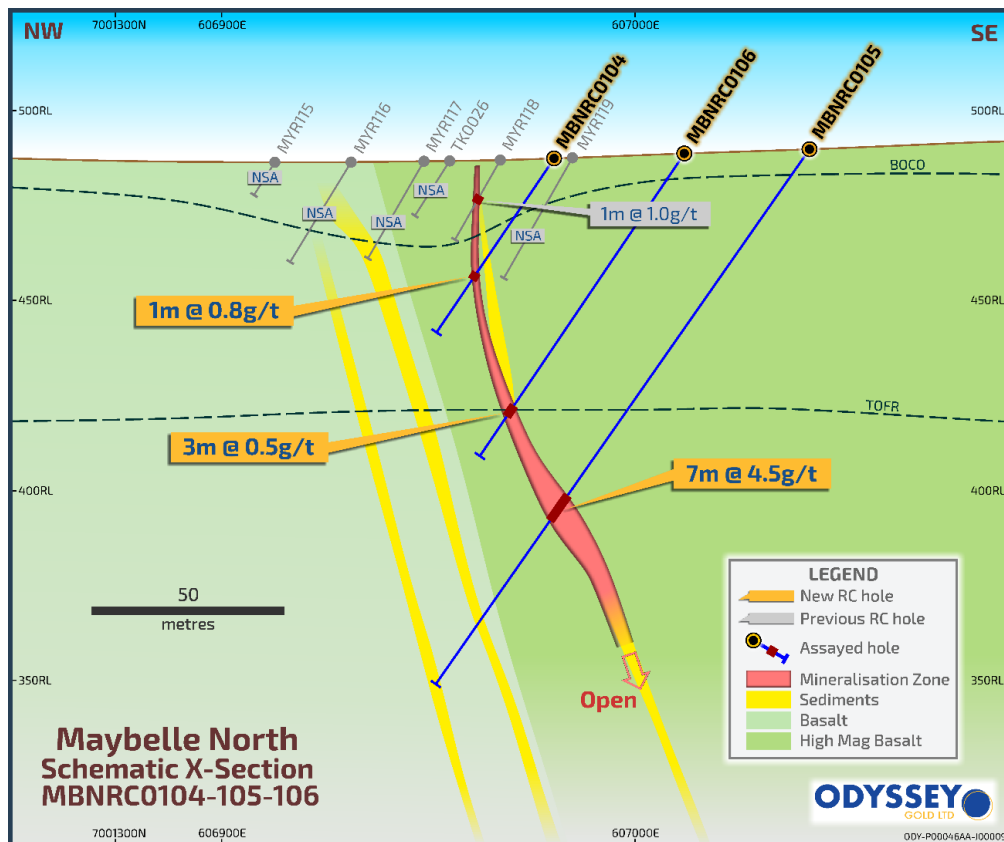 NW
7001300N
606900E
607000E
SE
500RL
500RL
MYR115
MYR116
MYR117
TK0026
MYR118
MBNRC0104
MYR119
MBNRC0106
MBNRC0105
BOCO
NSA
NSA
NSA
NSA
NSA
1m @ 1.0g/t
450RL
450RL
1m @ 0.8g/t
TOFR
3m @ 0.5g/t
7m @ 4.5g/t
400RL
400RL
50
metres
LEGEND
New RC hole
Previous RC hole
Assayed hole
Mineralisation Zone
Sediments
Basalt
High Mag Basalt
350RL
350RL
Open
Maybelle North
Schematic X-Section
MBNRC0104-105-106
ODYSSEY
GOLD LTD
7001300N
606900E
607000E
ODY-P00046AA-J00009